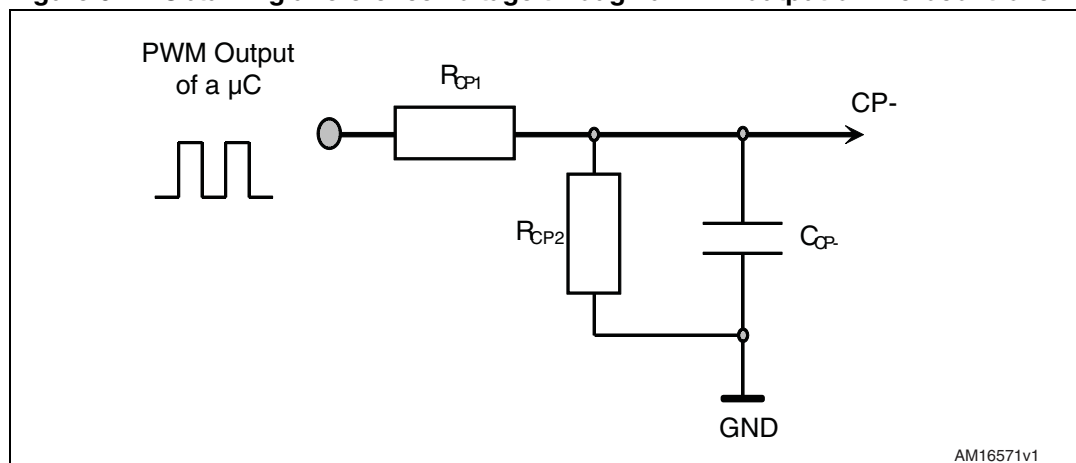 PWM Output
of a µC
R_CP1
CP-
R_CP2
C_CP-
GND
AM16571v1